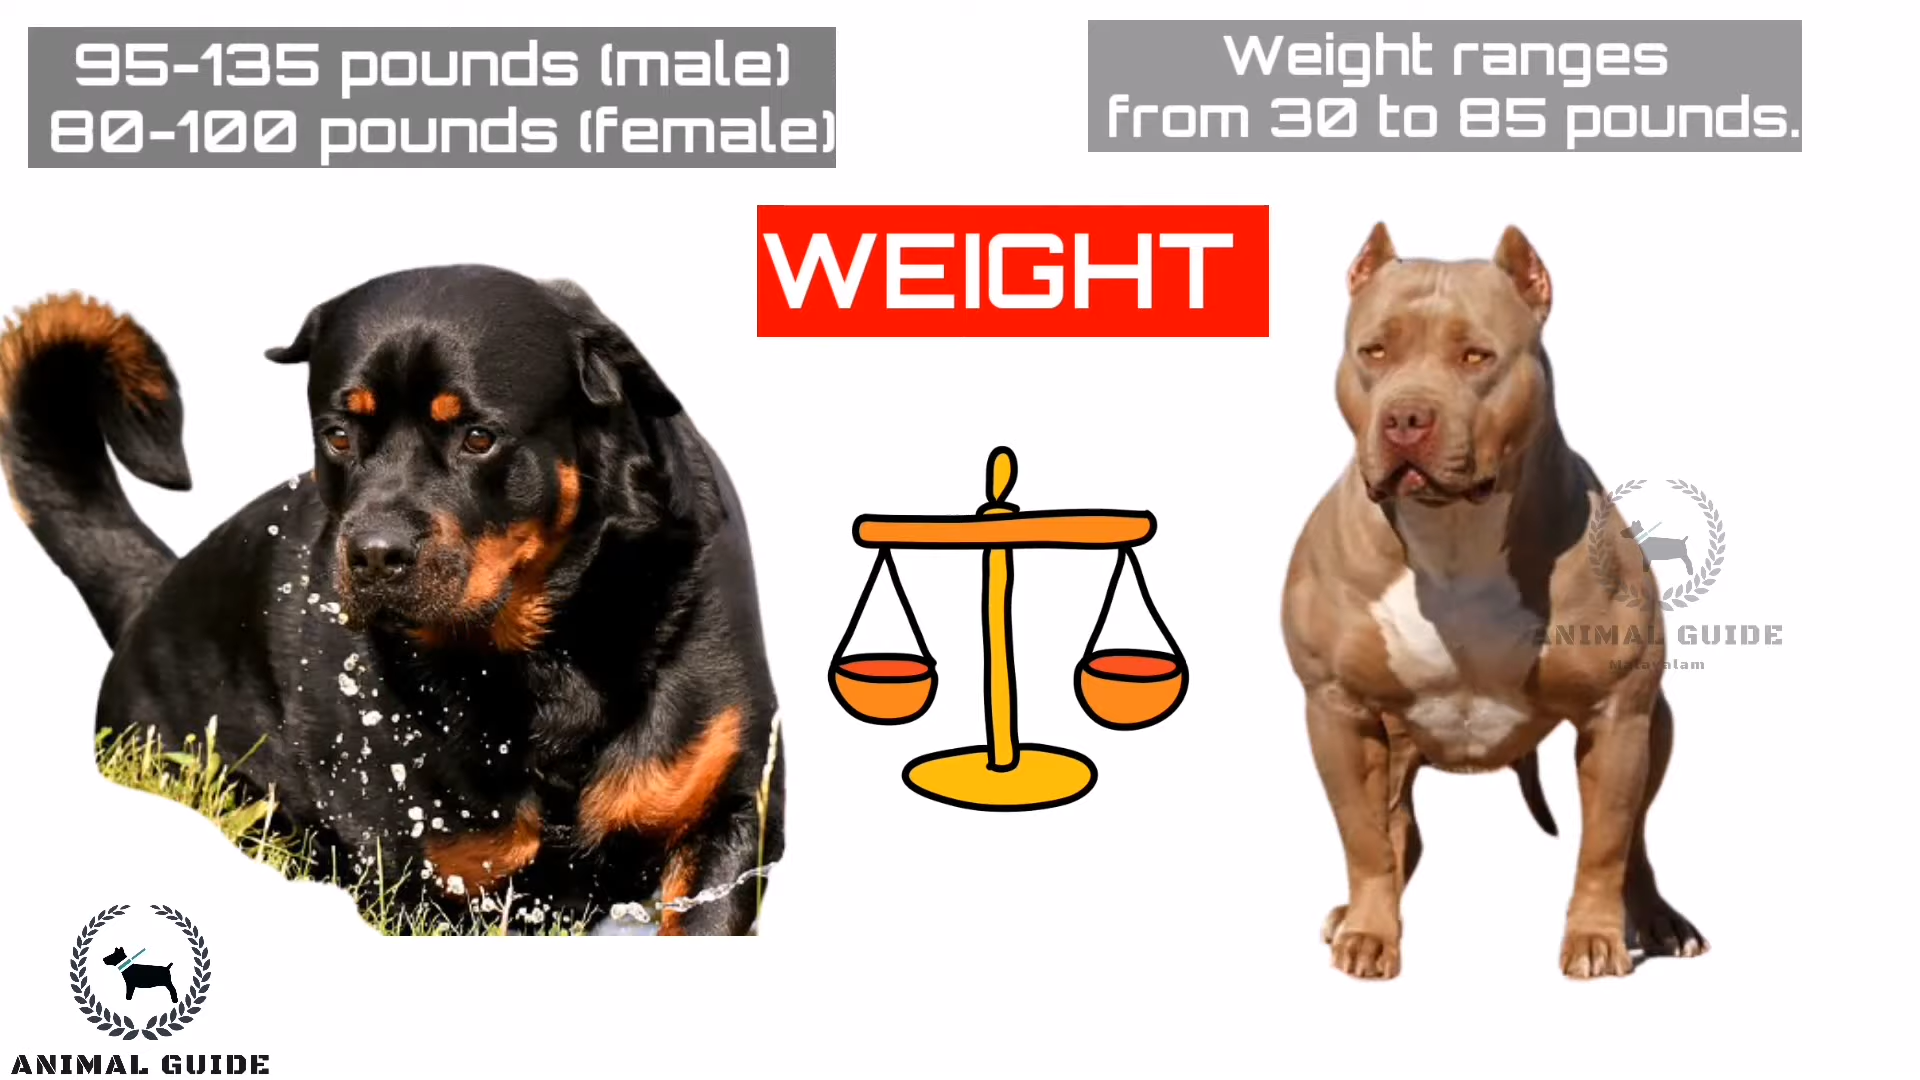 95-135 pounds (male)
80-100 pounds (female)
Weight ranges
from 30 to 85 pounds.
WEIGHT
ANIMAL GUIDE
Malayalam
ANIMAL GUIDE